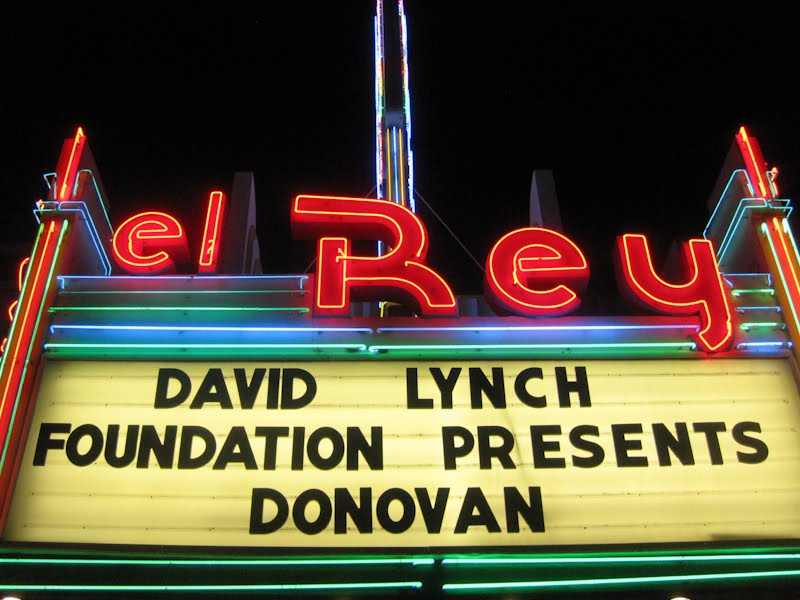 el Rey
DAVID LYNCH
FOUNDATION PRESENTS
DONOVAN